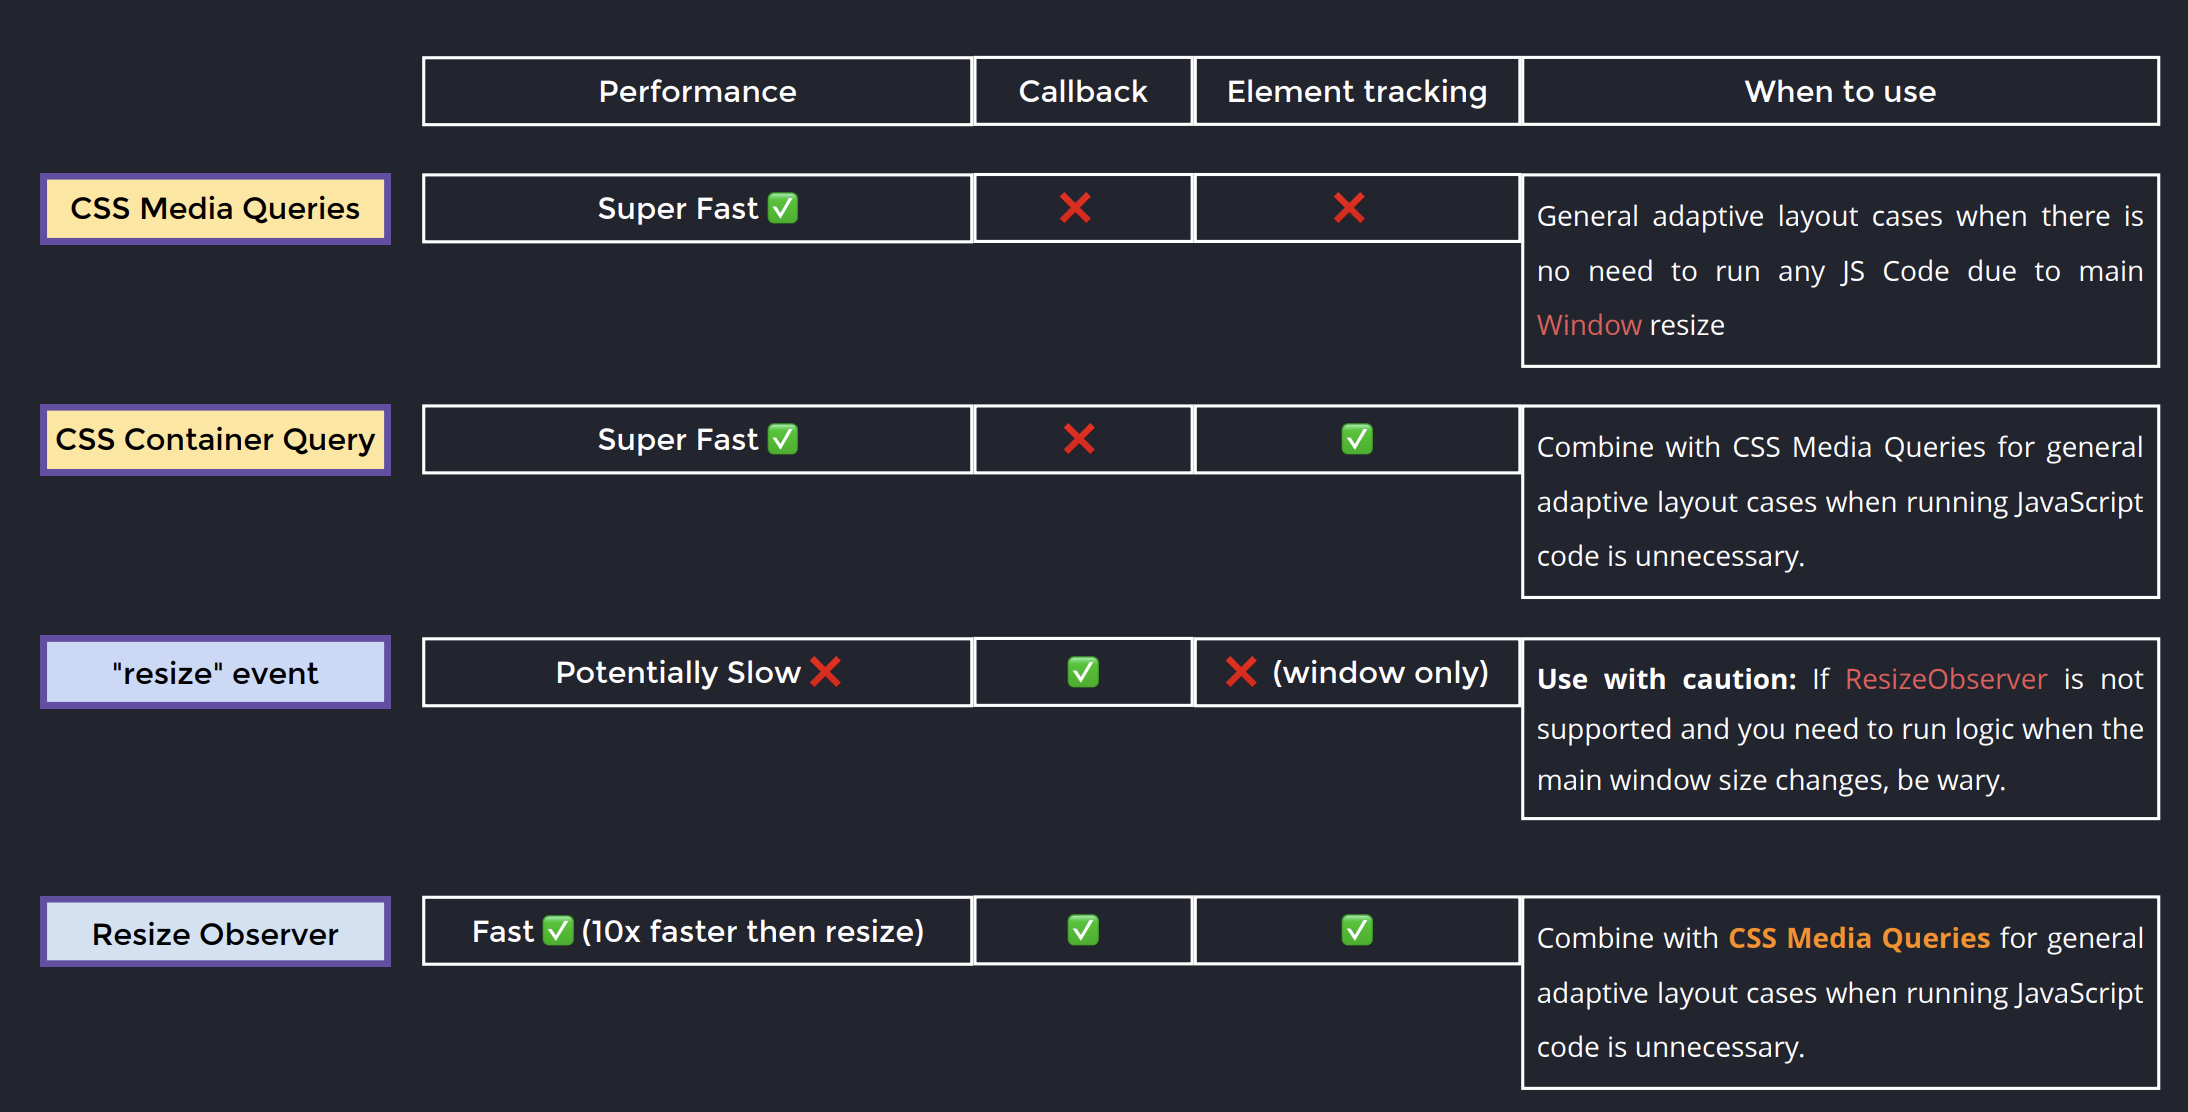 Performance
Callback
Element tracking
When to use
CSS Media Queries
Super Fast ✅
❌
❌
General adaptive layout cases when there is
no need to run any JS Code due to main
Window resize
CSS Container Query
Super Fast ✅
❌
✅
Combine with CSS Media Queries for general
adaptive layout cases when running JavaScript
code is unnecessary.
"resize" event
Potentially Slow ❌
✅
❌ (window only)
Use with caution: If ResizeObserver is not
supported and you need to run logic when the
main window size changes, be wary.
Resize Observer
Fast ✅ (10x faster then resize)
✅
✅
Combine with CSS Media Queries for general
adaptive layout cases when running JavaScript
code is unnecessary.